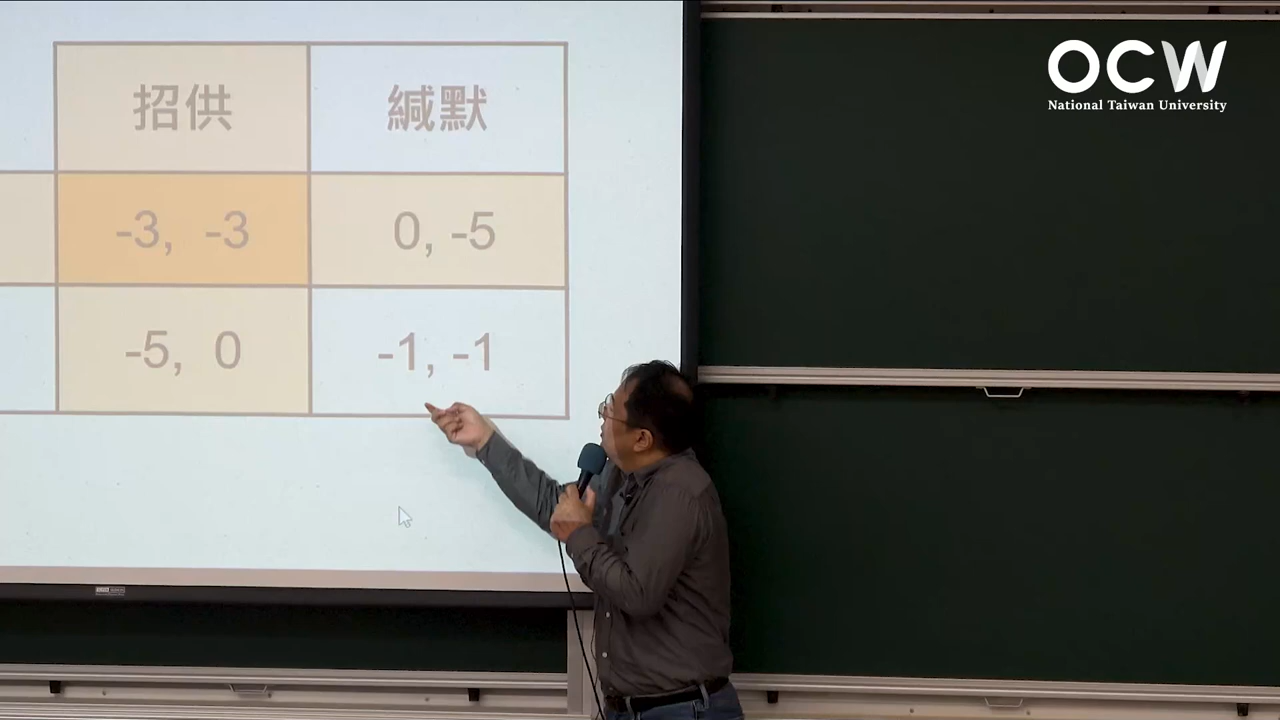 OCW
National Taiwan University
招供 緘默
-3, -3 0, -5
-5, 0 -1, -1